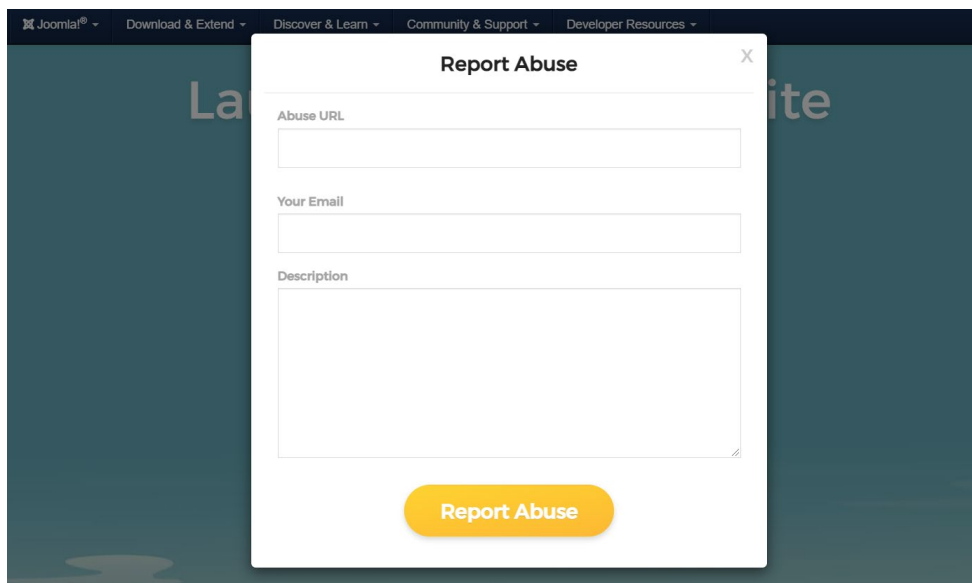 Joomla!® Download & Extend Discover & Learn Community & Support Developer Resources
Report Abuse X
Abuse URL
Your Email
Description
Report Abuse